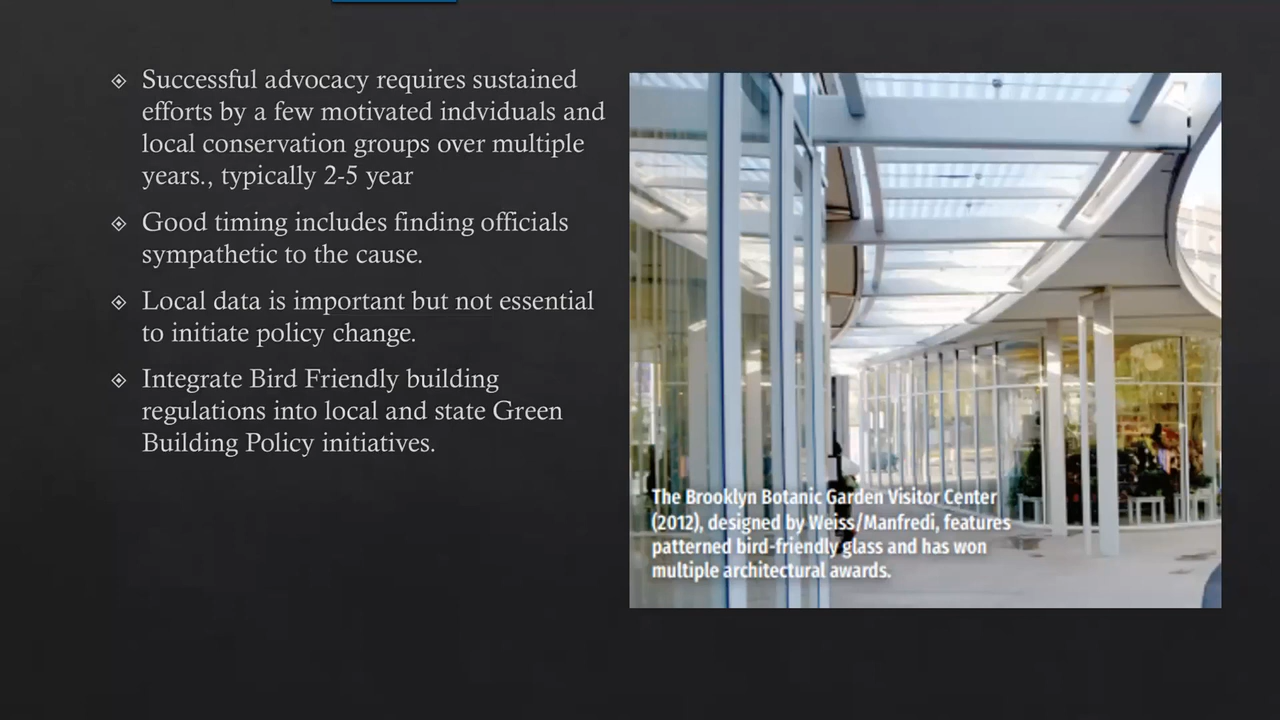 Successful advocacy requires sustained
efforts by a few motivated indviduals and
local conservation groups over multiple
years., typically 2-5 year
Good timing includes finding officials
sympathetic to the cause.
Local data is important but not essential
to initiate policy change.
Integrate Bird Friendly building
regulations into local and state Green
Building Policy initiatives.
The Brooklyn Botanic Garden Visitor Center
(2012), designed by Weiss/Manfredi, features
patterned bird-friendly glass and has won
multiple architectural awards.